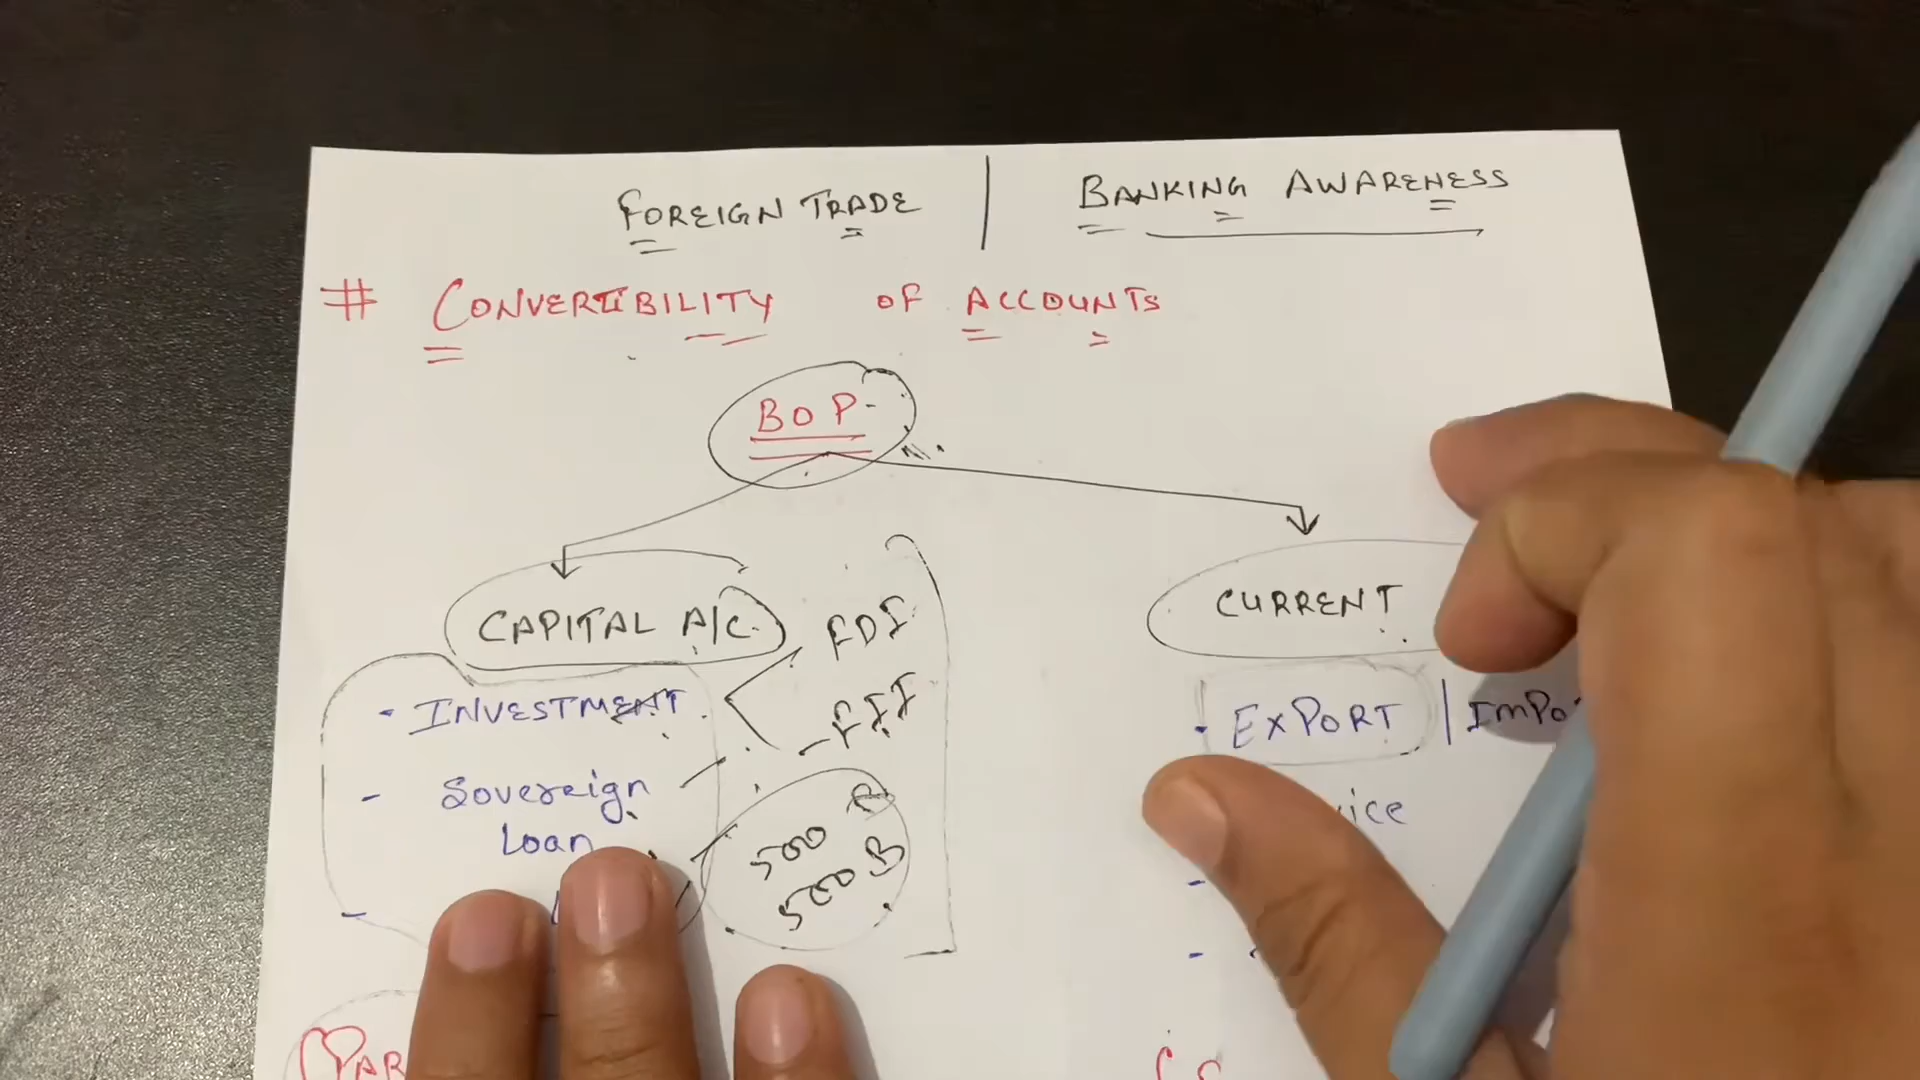 FOREIGN TRADE | BANKING AWARENESS
# CONVERTIBILITY OF ACCOUNTS
BOP
CAPITAL A/C
FDI
- FII
- INVESTMENT
- Sovereign
Loan
500
500 B
CURRENT
- EXPORT |